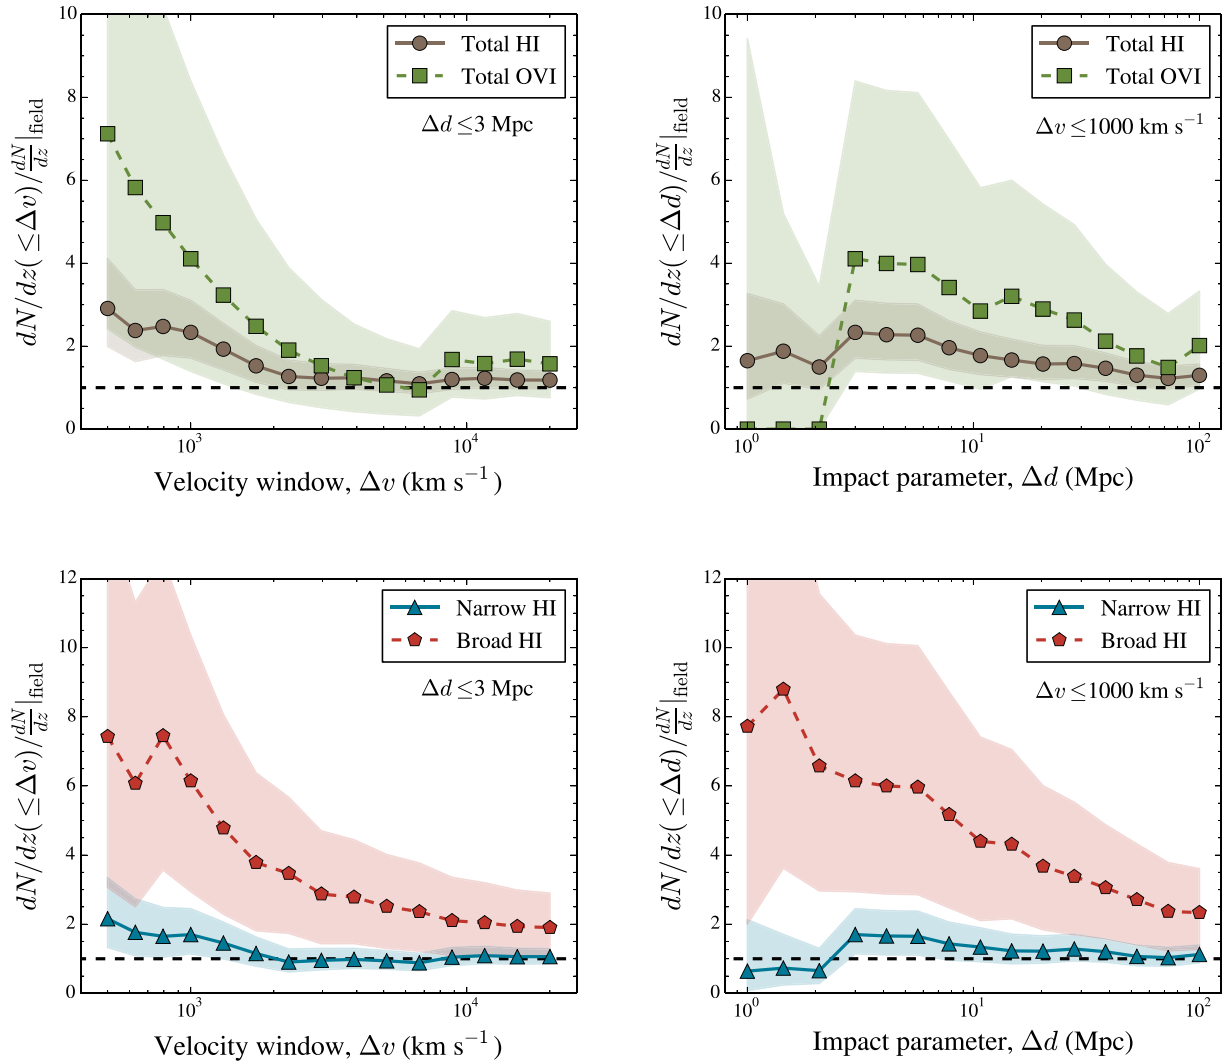 10
8
6
4
2
0
dN/dz(≤Δv)/dN/dz|field
Total HI
Total OVI
Δd ≤3 Mpc
10³
10⁴
Velocity window, Δv (km s⁻¹)
10
8
6
4
2
0
dN/dz(≤Δd)/dN/dz|field
Total HI
Total OVI
Δv ≤1000 km s⁻¹
10⁰
10¹
10²
Impact parameter, Δd (Mpc)
12
10
8
6
4
2
0
dN/dz(≤Δv)/dN/dz|field
Narrow HI
Broad HI
Δd ≤3 Mpc
10³
10⁴
Velocity window, Δv (km s⁻¹)
12
10
8
6
4
2
0
dN/dz(≤Δd)/dN/dz|field
Narrow HI
Broad HI
Δv ≤1000 km s⁻¹
10⁰
10¹
10²
Impact parameter, Δd (Mpc)